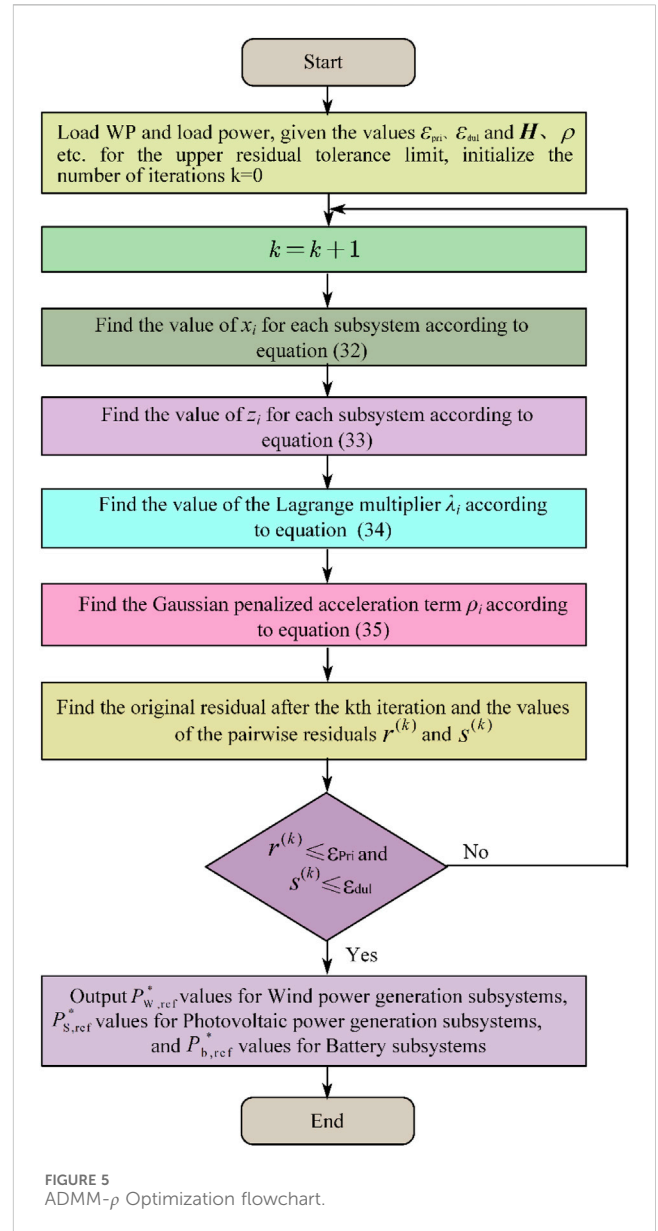 Start
Load WP and load power, given the values εpri、εdul and H、ρ
etc. for the upper residual tolerance limit, initialize the
number of iterations k=0
k = k + 1
Find the value of xi for each subsystem according to
equation (32)
Find the value of zi for each subsystem according to
equation (33)
Find the value of the Lagrange multiplier λi according
to equation (34)
Find the Gaussian penalized acceleration term ρi according
to equation (35)
Find the original residual after the kth iteration and the values
of the pairwise residuals r(k) and s(k)
r(k) ≤ εPri and
s(k) ≤ εdul
No
Yes
Output P*W,ref values for Wind power generation subsystems,
P*S,ref values for Photovoltaic power generation subsystems,
and P*b,ref values for Battery subsystems
End
FIGURE 5
ADMM-ρ Optimization flowchart.